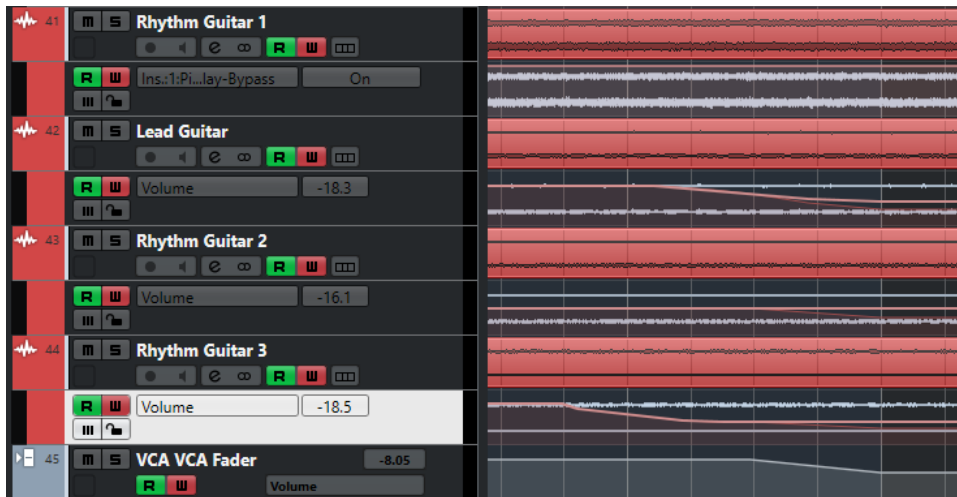 41 m S Rhythm Guitar 1
e R W
R W Ins.:1:Pi...lay-Bypass On
42 m S Lead Guitar
e R W
R W Volume -18.3
43 m S Rhythm Guitar 2
e R W
R W Volume -16.1
44 m S Rhythm Guitar 3
e R W
R W Volume -18.5
45 m S VCA VCA Fader -8.05
R W Volume